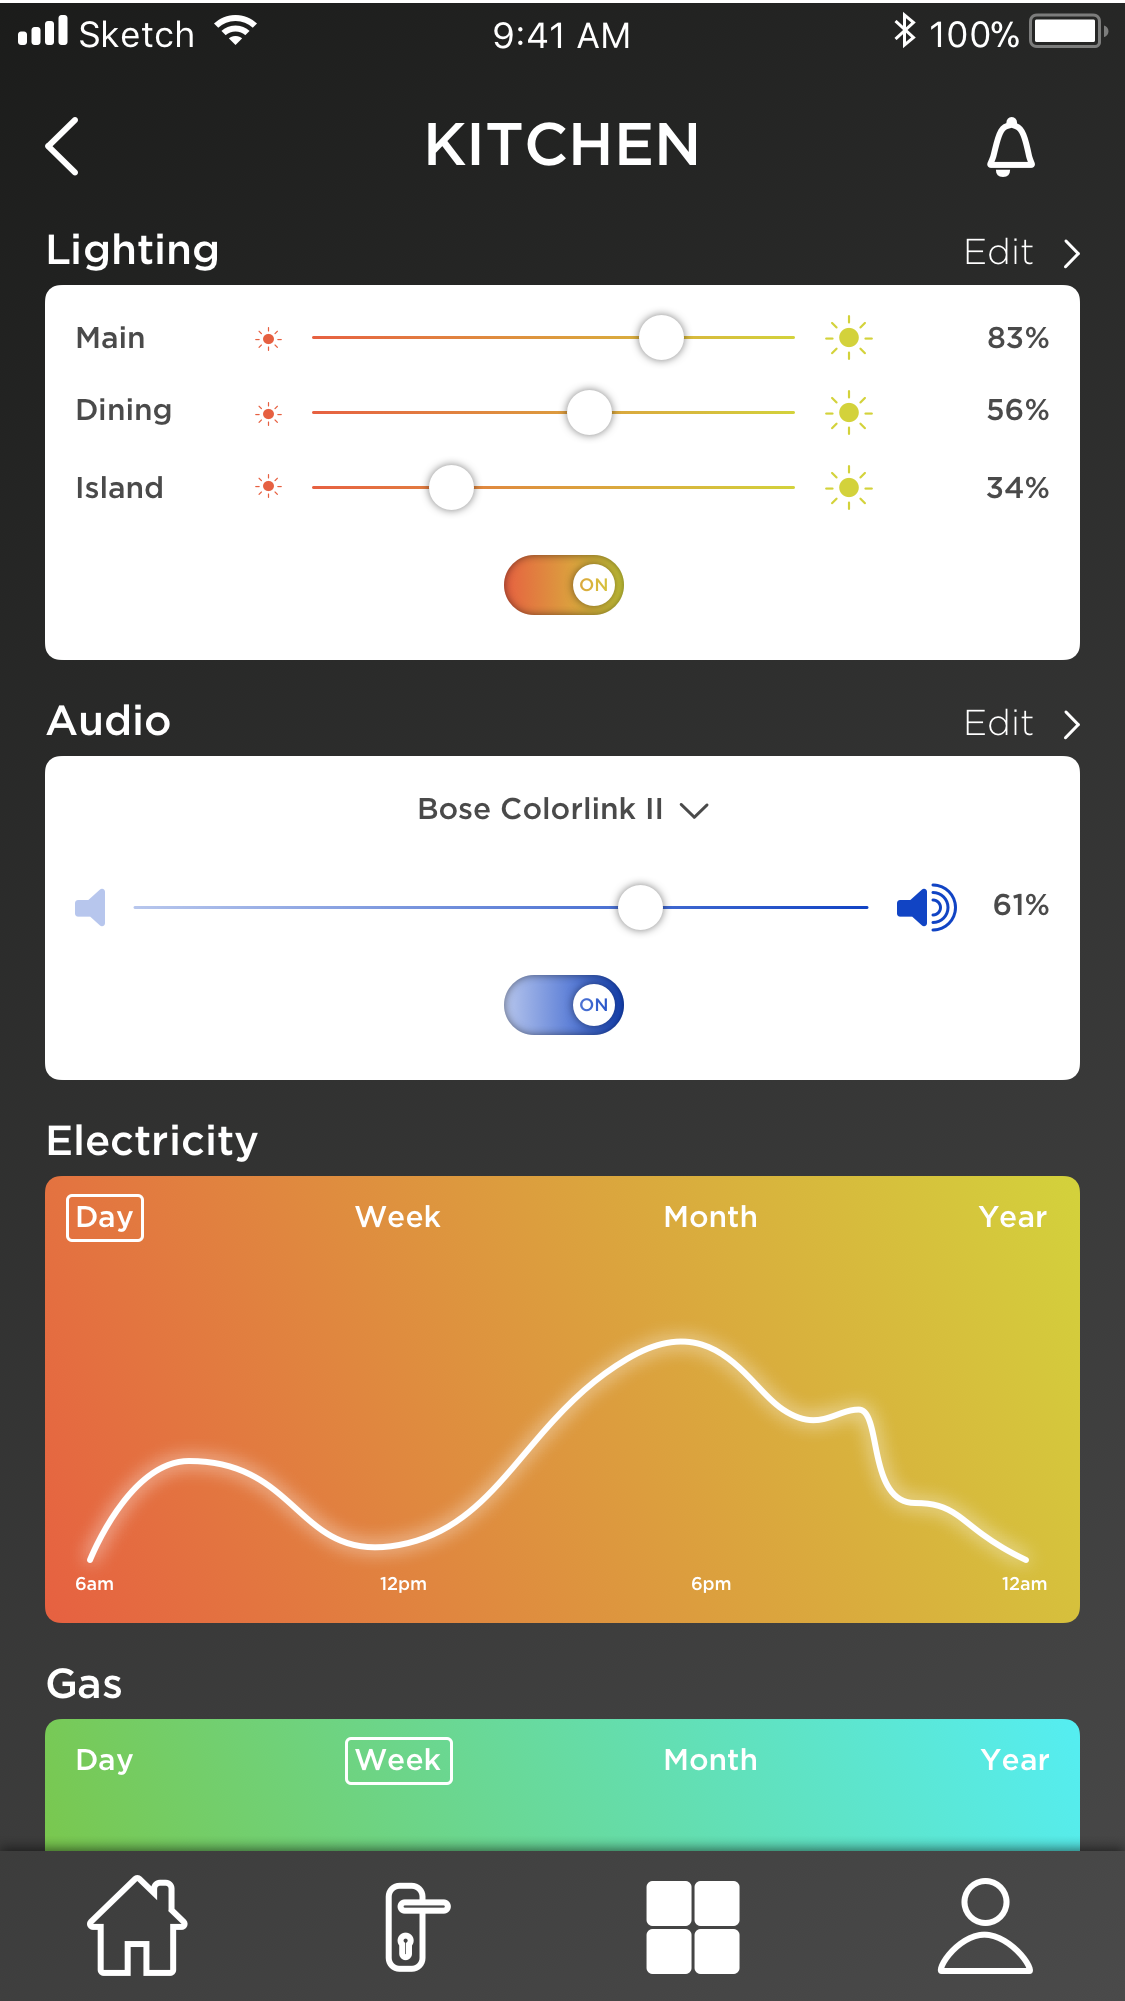 Sketch 9:41 AM 100%
KITCHEN
Lighting Edit
Main 83%
Dining 56%
Island 34%
ON
Audio Edit
Bose Colorlink II
61%
ON
Electricity
Day Week Month Year
6am 12pm 6pm 12am
Gas
Day Week Month Year